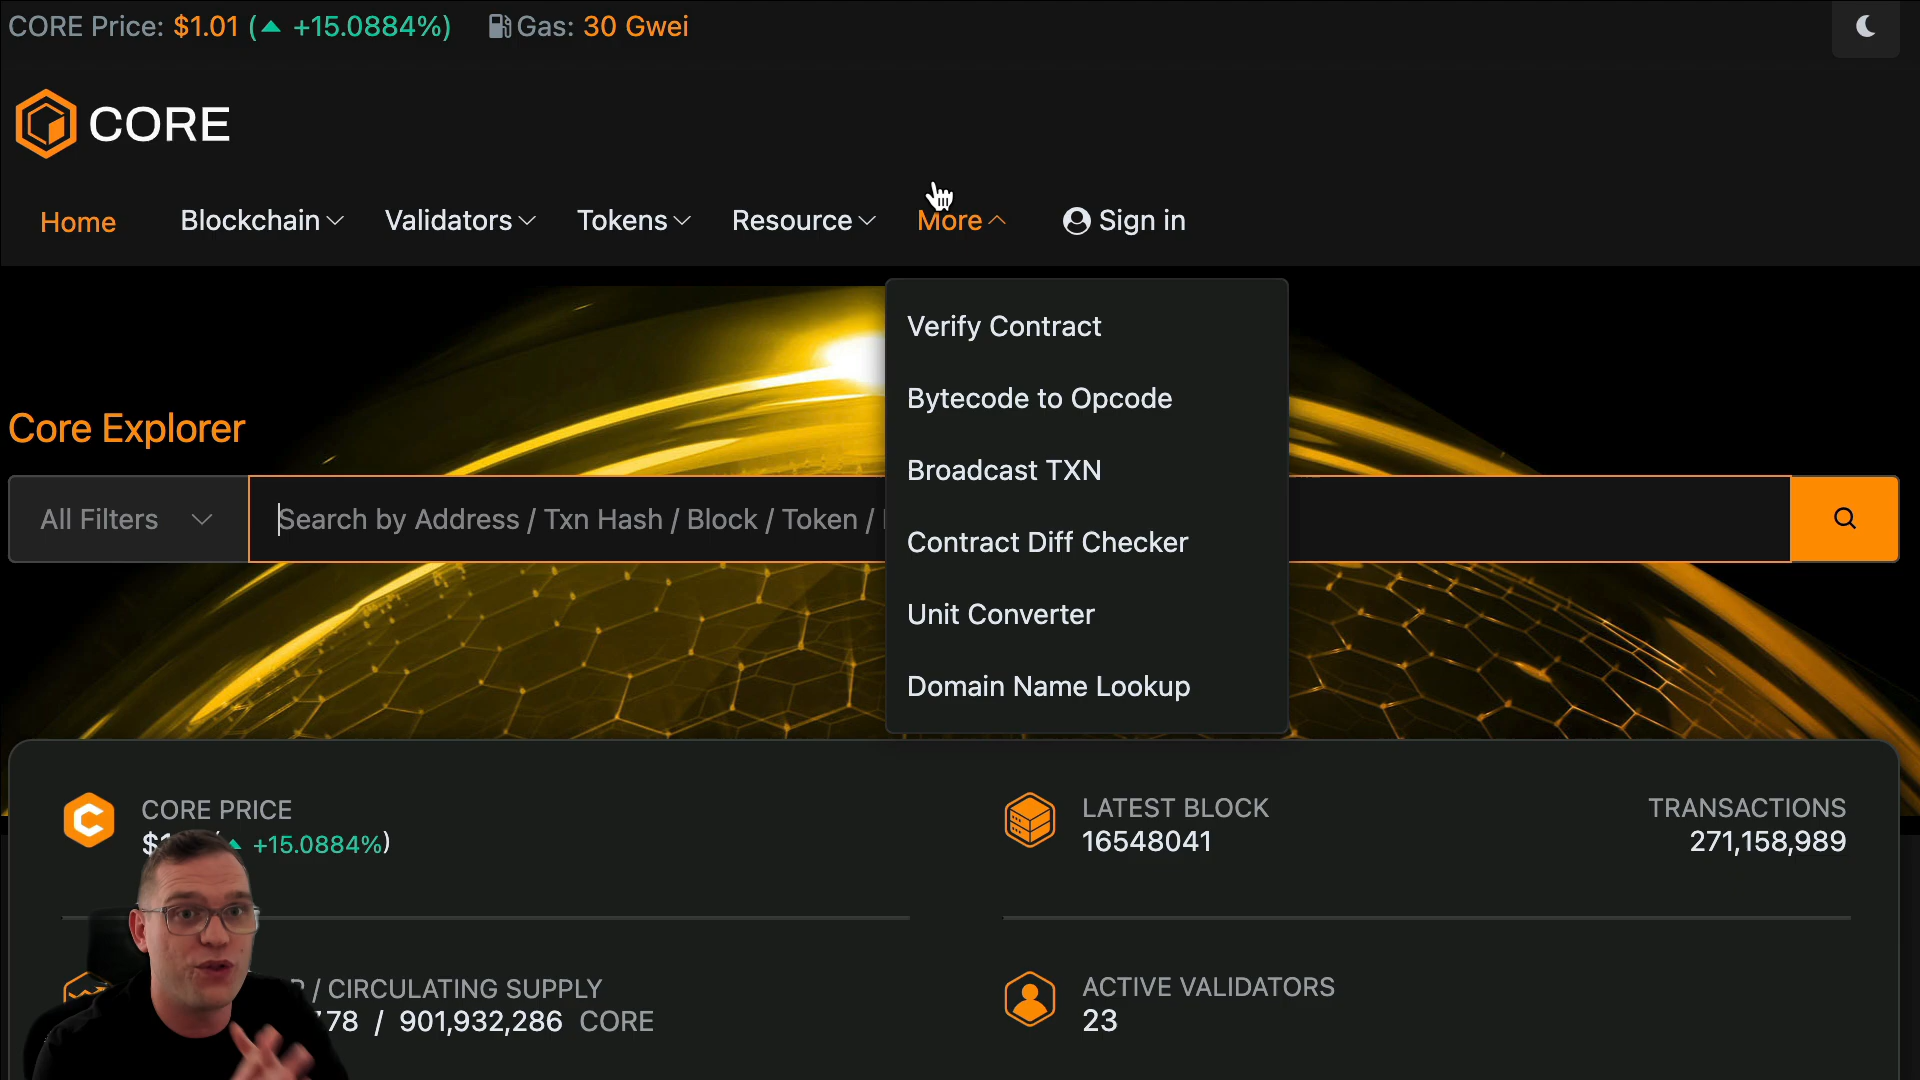 CORE Price: $1.01 (▲ +15.0884%) Gas: 30 Gwei
CORE
Home Blockchain Validators Tokens Resource More Sign in
Verify Contract
Bytecode to Opcode
Broadcast TXN
Contract Diff Checker
Unit Converter
Domain Name Lookup
Core Explorer
All Filters Search by Address / Txn Hash / Block / Token /
CORE PRICE
+15.0884%)
LATEST BLOCK
16548041
TRANSACTIONS
271,158,989
/ CIRCULATING SUPPLY
/ 901,932,286 CORE
ACTIVE VALIDATORS
23